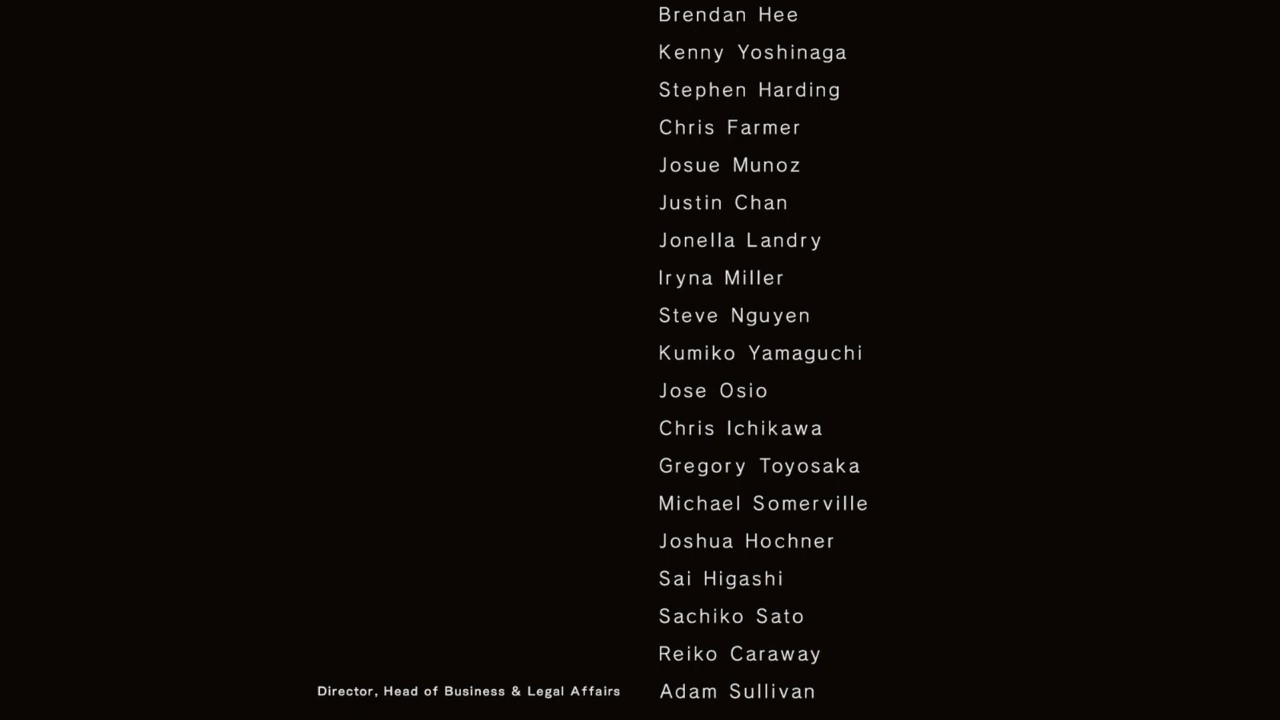 Brendan Hee
Kenny Yoshinaga
Stephen Harding
Chris Farmer
Josue Munoz
Justin Chan
Jonella Landry
Iryna Miller
Steve Nguyen
Kumiko Yamaguchi
Jose Osio
Chris Ichikawa
Gregory Toyosaka
Michael Somerville
Joshua Hochner
Sai Higashi
Sachiko Sato
Reiko Caraway
Director, Head of Business & Legal Affairs Adam Sullivan